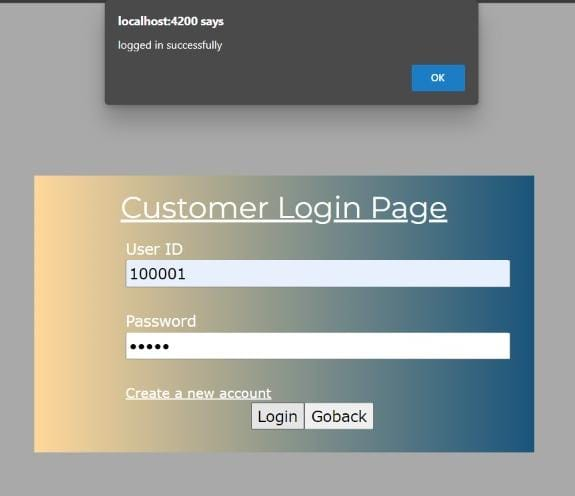 localhost:4200 says
logged in successfully
OK
Customer Login Page
User ID
100001
Password
•••••
Create a new account
Login Goback